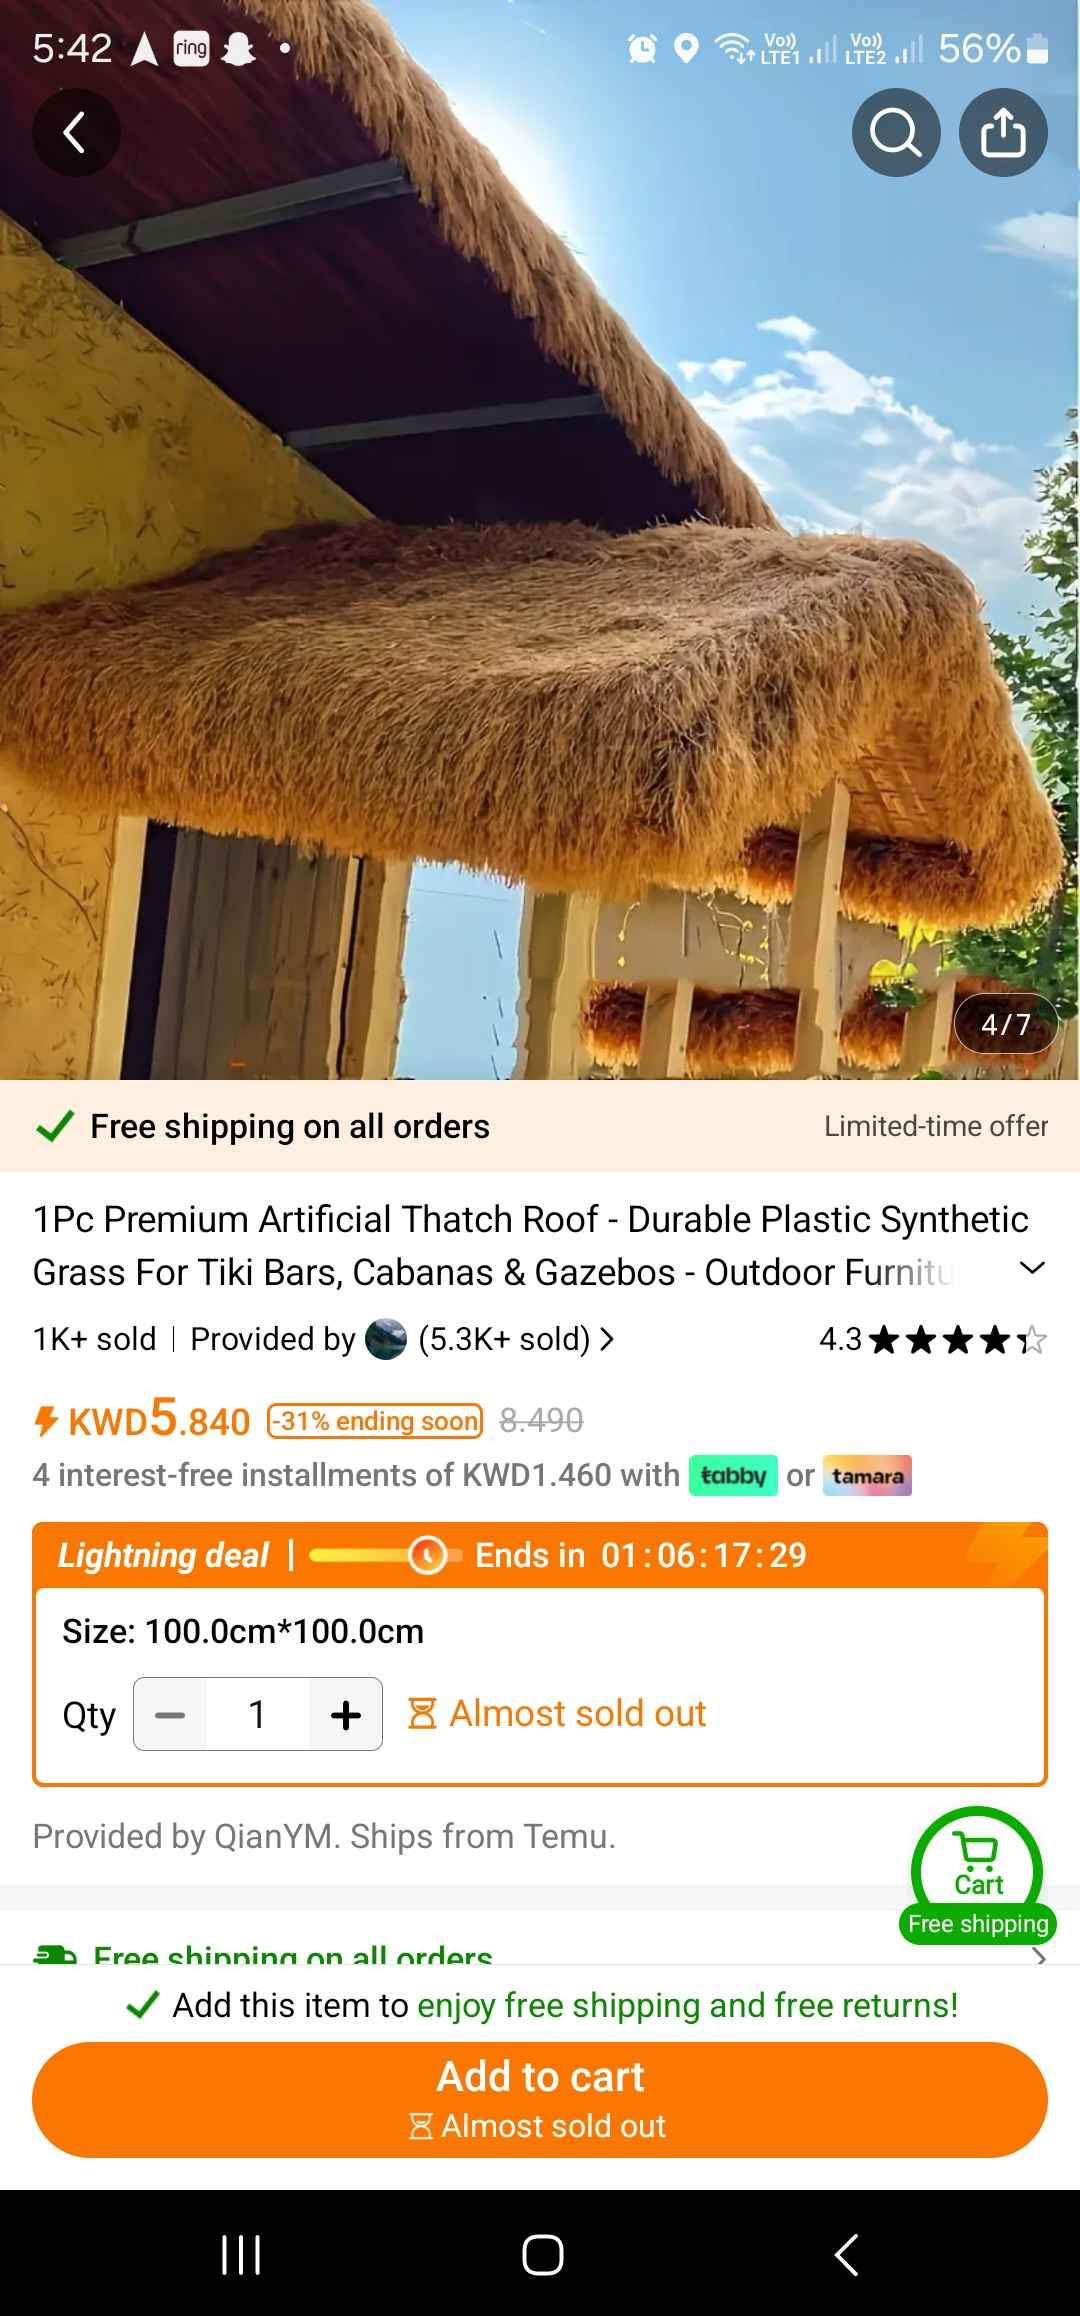 5:42 ring Vo)) LTE1 Vo)) LTE2 56%
4/7
Free shipping on all orders Limited-time offer
1Pc Premium Artificial Thatch Roof - Durable Plastic Synthetic
Grass For Tiki Bars, Cabanas & Gazebos - Outdoor Furnitu
1K+ sold | Provided by (5.3K+ sold) 4.3
KWD5.840 -31% ending soon 8.490
4 interest-free installments of KWD1.460 with tabby or tamara
Lightning deal | Ends in 01:06:17:29
Size: 100.0cm*100.0cm
Qty − 1 + Almost sold out
Provided by QianYM. Ships from Temu.
Cart
Free shipping
Free shipping on all orders
Add this item to enjoy free shipping and free returns!
Add to cart
Almost sold out